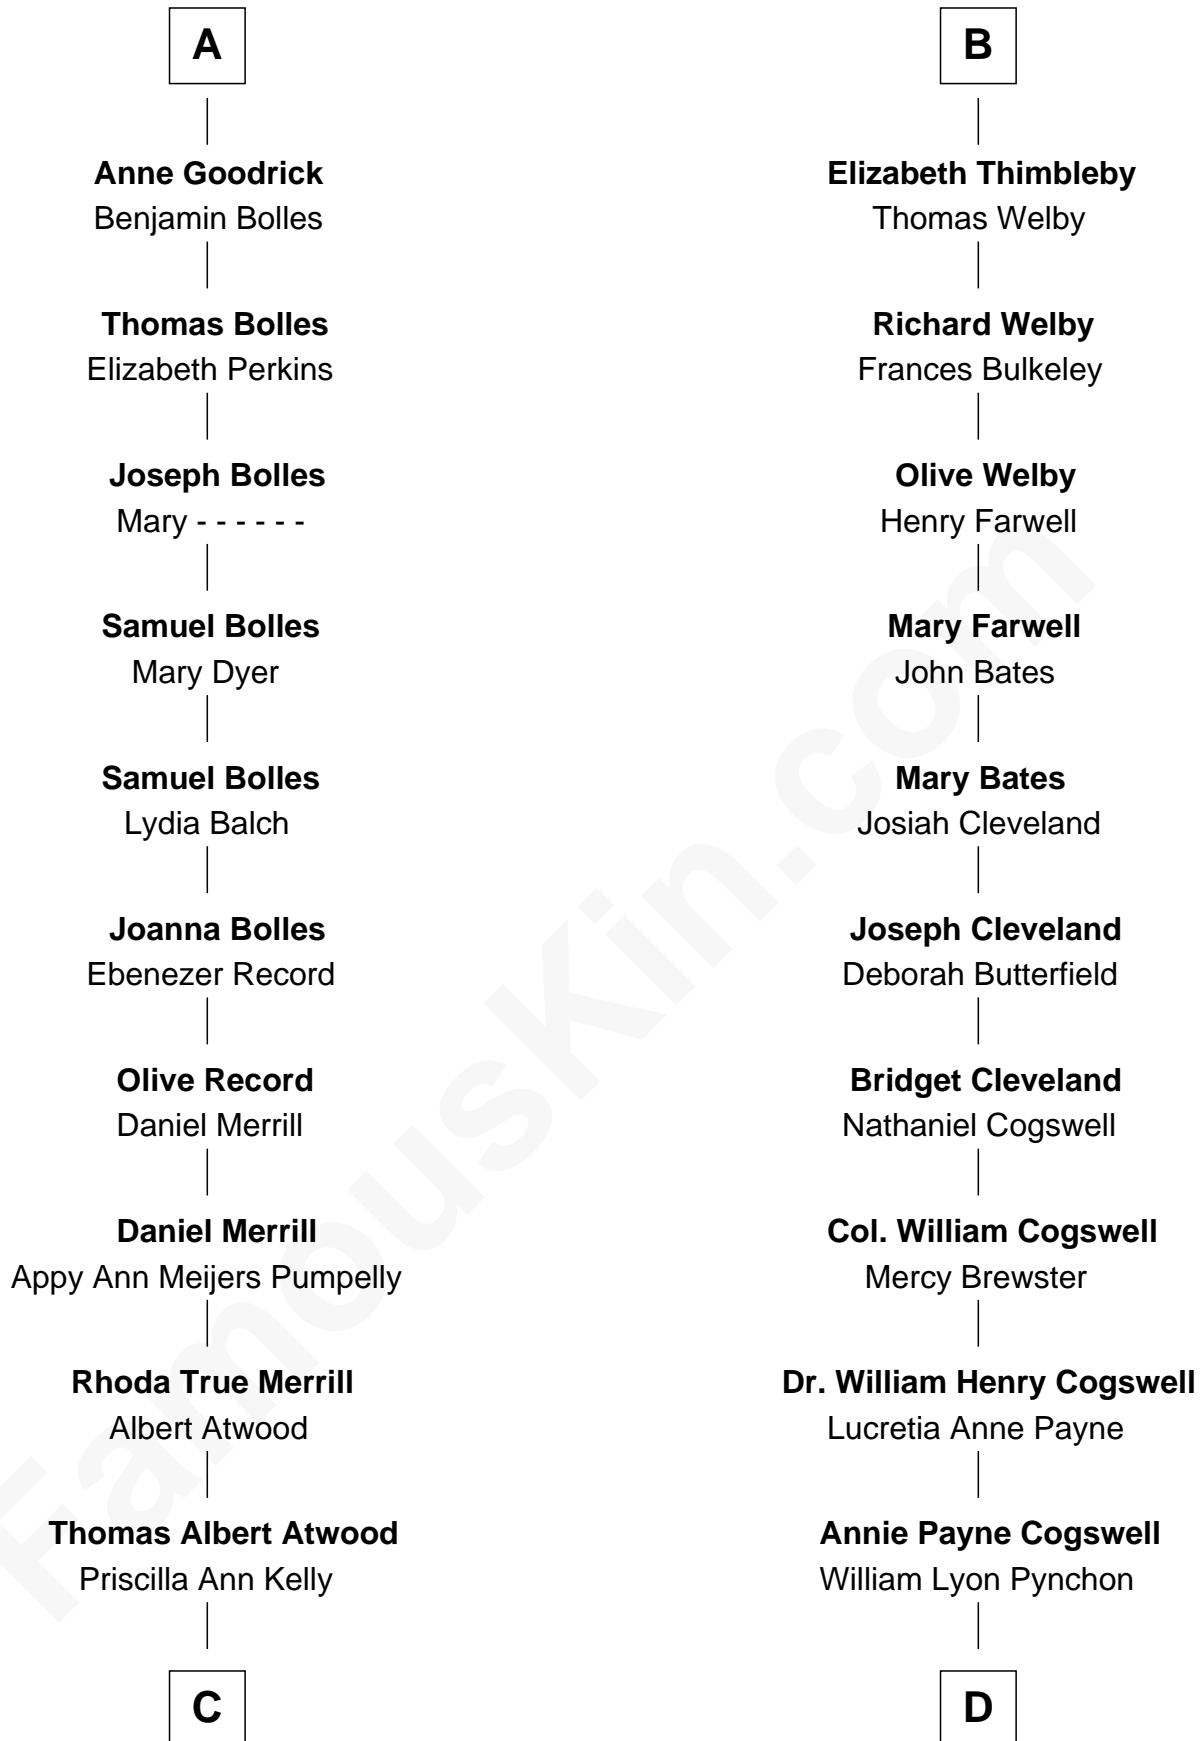 A
Anne Goodrick
Benjamin Bolles
Thomas Bolles
Elizabeth Perkins
Joseph Bolles
Mary - - - - - -
Samuel Bolles
Mary Dyer
Samuel Bolles
Lydia Balch
Joanna Bolles
Ebenezer Record
Olive Record
Daniel Merrill
Daniel Merrill
Appy Ann Meijers Pumpelly
Rhoda True Merrill
Albert Atwood
Thomas Albert Atwood
Priscilla Ann Kelly
C
B
Elizabeth Thimbleby
Thomas Welby
Richard Welby
Frances Bulkeley
Olive Welby
Henry Farwell
Mary Farwell
John Bates
Mary Bates
Josiah Cleveland
Joseph Cleveland
Deborah Butterfield
Bridget Cleveland
Nathaniel Cogswell
Col. William Cogswell
Mercy Brewster
Dr. William Henry Cogswell
Lucretia Anne Payne
Annie Payne Cogswell
William Lyon Pynchon
D
FamousKin.com